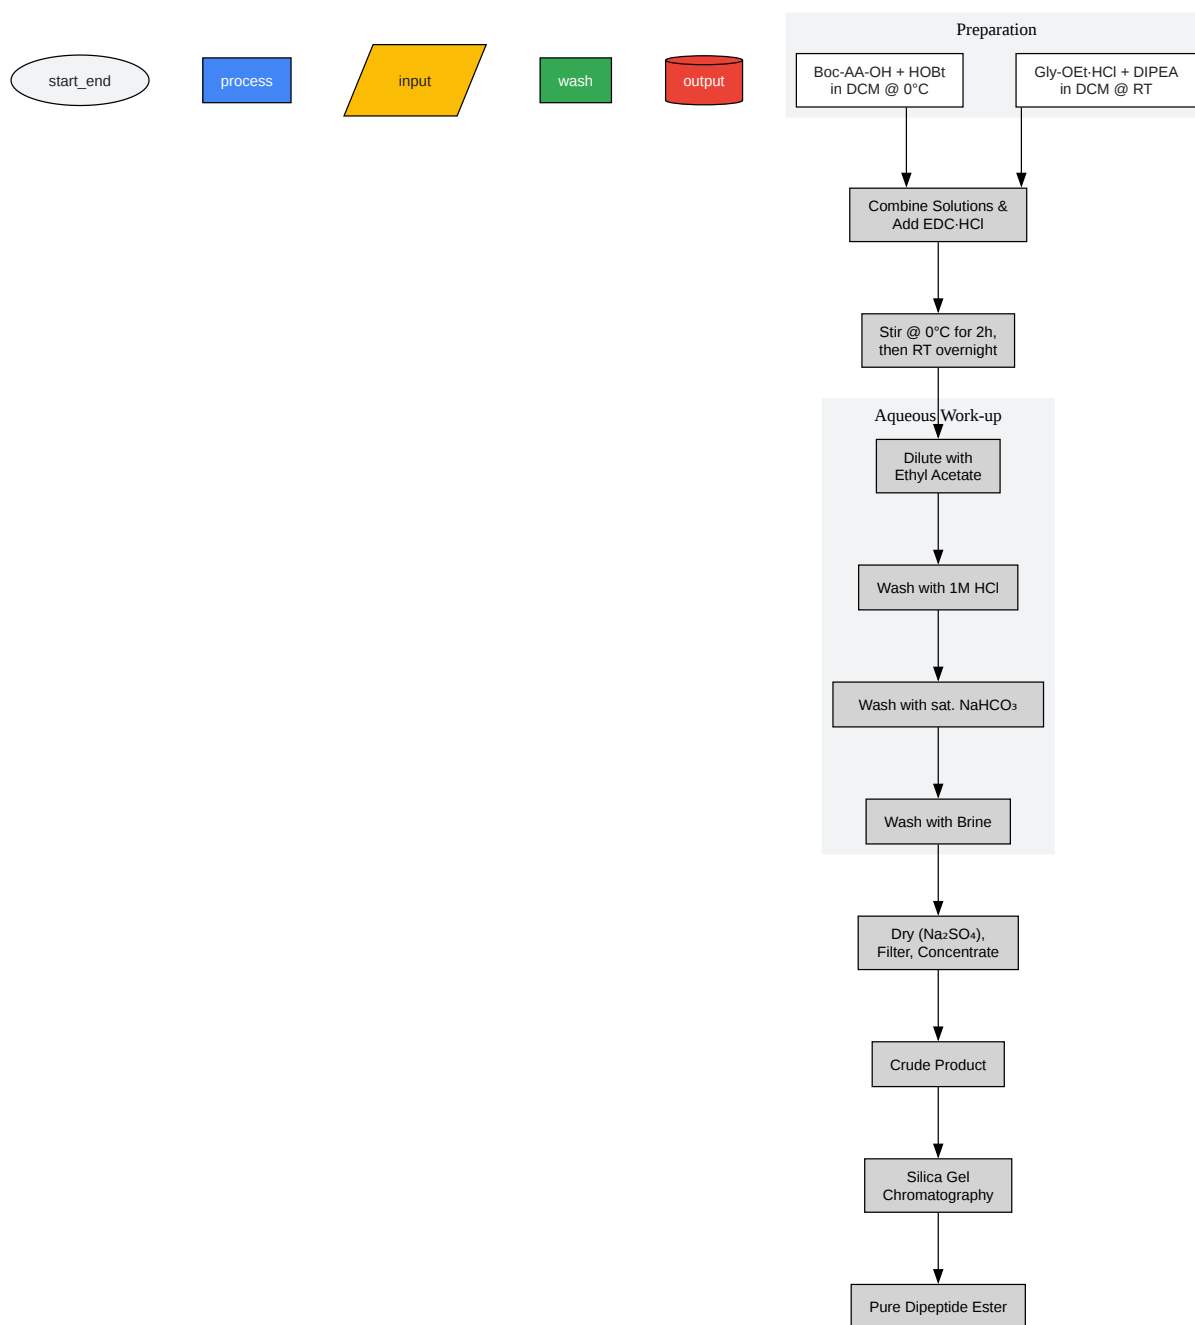 Preparation
start_end
process
input
wash
output
Boc-AA-OH + HOBt
in DCM @ 0°C
Gly-OEt·HCl + DIPEA
in DCM @ RT
Combine Solutions &
Add EDC·HCl
Stir @ 0°C for 2h,
then RT overnight
Aqueous Work-up
Dilute with
Ethyl Acetate
Wash with 1M HCl
Wash with sat. NaHCO₃
Wash with Brine
Dry (Na₂SO₄),
Filter, Concentrate
Crude Product
Silica Gel
Chromatography
Pure Dipeptide Ester